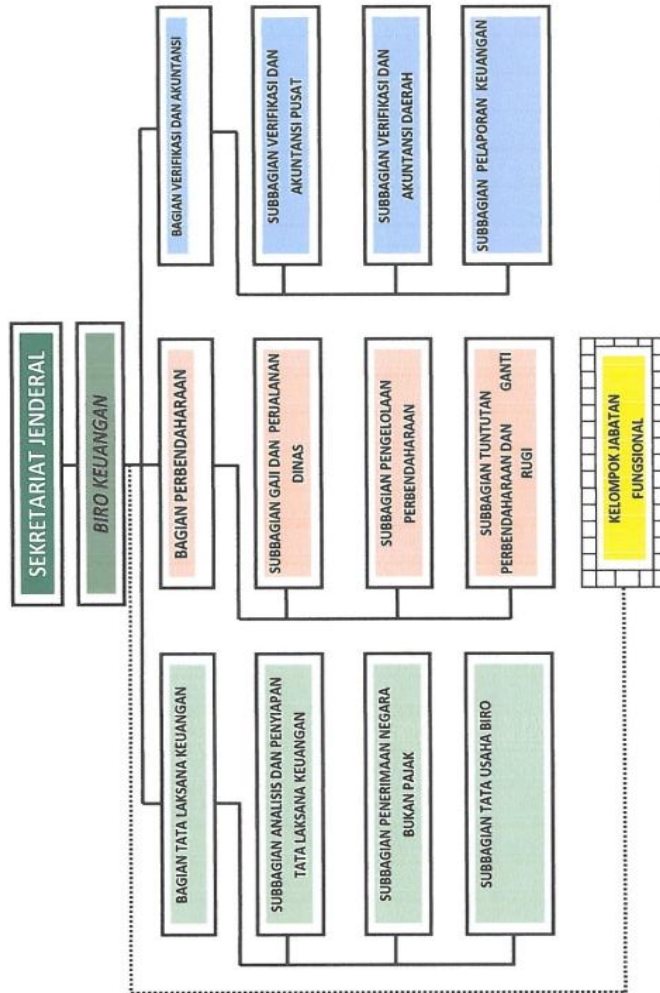 SEKRETARIAT JENDERAL
BIRO KEUANGAN
BAGIAN TATA LAKSANA KEUANGAN
SUBBAGIAN ANALISIS DAN PENYIAPAN
TATA LAKSANA KEUANGAN
SUBBAGIAN PENERIMAAN NEGARA
BUKAN PAJAK
SUBBAGIAN TATA USAHA BIRO
BAGIAN PERBENDAHARAAN
SUBBAGIAN GAJI DAN PERJALANAN
DINAS
SUBBAGIAN PENGELOLAAN
PERBENDAHARAAN
SUBBAGIAN TUNTUTAN
PERBENDAHARAAN DAN GANTI
RUGI
BAGIAN VERIFIKASI DAN AKUNTANSI
SUBBAGIAN VERIFIKASI DAN
AKUNTANSI PUSAT
SUBBAGIAN VERIFIKASI DAN
AKUNTANSI DAERAH
SUBBAGIAN PELAPORAN KEUANGAN
KELOMPOK JABATAN
FUNGSIONAL